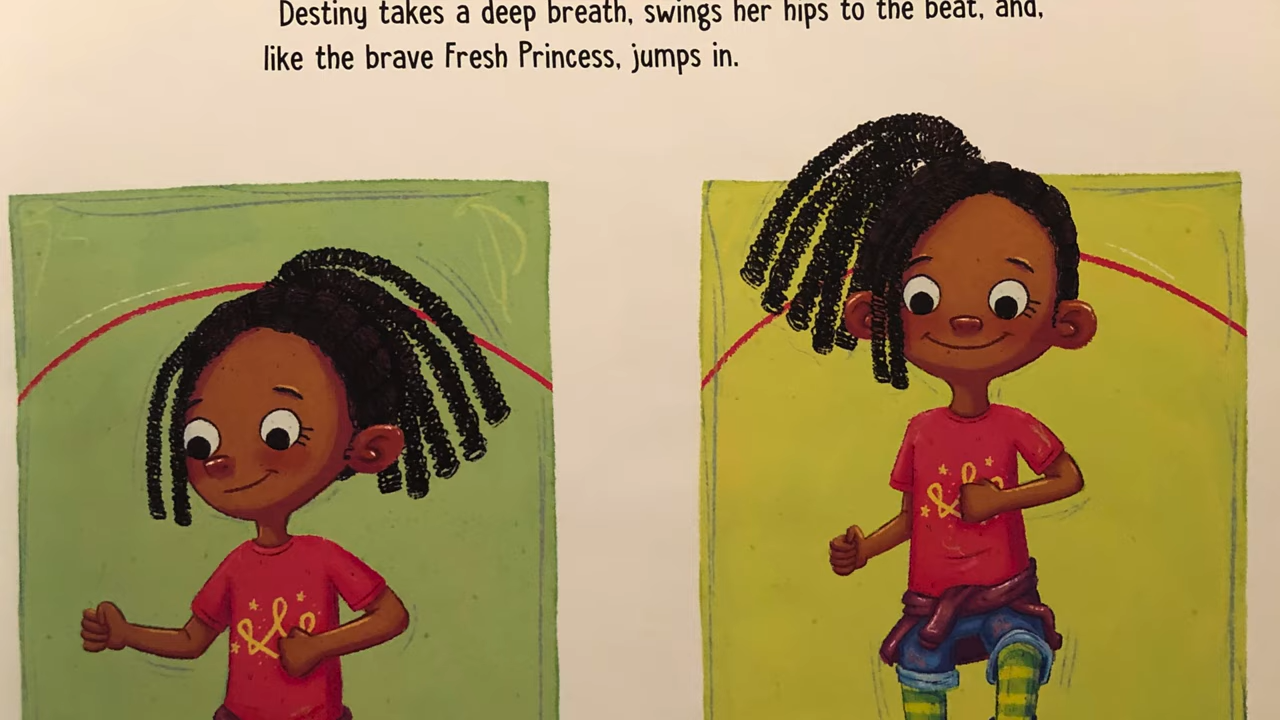 Destiny takes a deep breath, swings her hips to the beat, and,
like the brave Fresh Princess, jumps in.